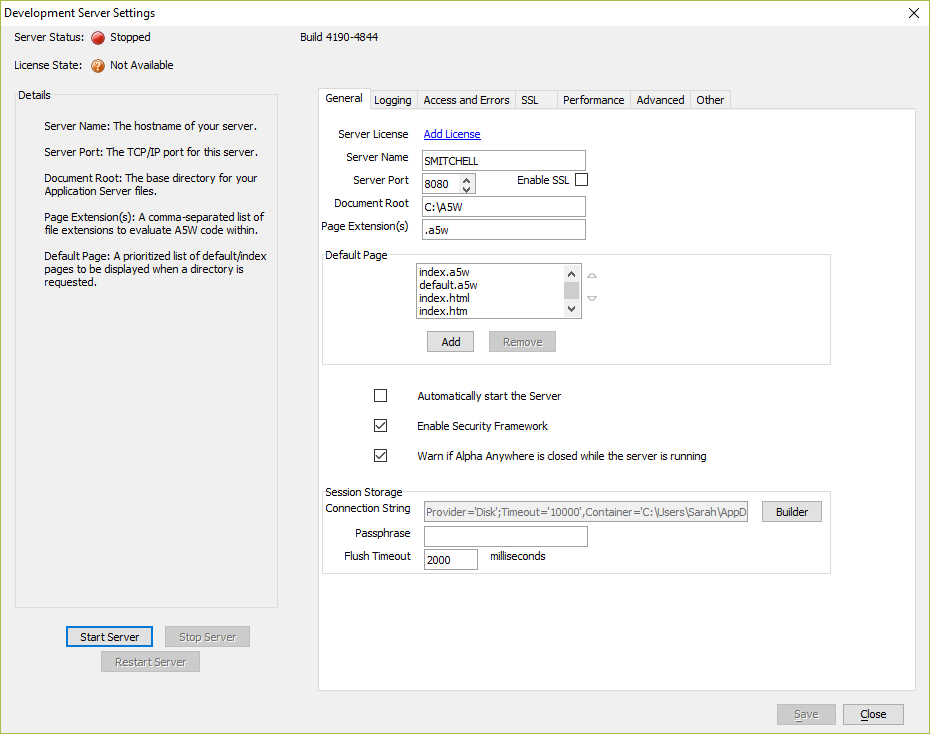 Development Server Settings
Server Status: Stopped
Build 4190-4844
License State: ? Not Available
Details
Server Name: The hostname of your server.
Server Port: The TCP/IP port for this server.
Document Root: The base directory for your
Application Server files.
Page Extension(s): A comma-separated list of
file extensions to evaluate A5W code within.
Default Page: A prioritized list of default/index
pages to be displayed when a directory is
requested.
Start Server Stop Server
Restart Server
General Logging Access and Errors SSL Performance Advanced Other
Server License Add License
Server Name SMITCHELL
Server Port 8080 Enable SSL
Document Root C:\A5W
Page Extension(s) .a5w
Default Page
index.a5w
default.a5w
index.html
index.htm
Add Remove
Automatically start the Server
Enable Security Framework
Warn if Alpha Anywhere is closed while the server is running
Session Storage
Connection String Provider='Disk';Timeout='10000',Container='C:\Users\Sarah\AppD Builder
Passphrase
Flush Timeout 2000 milliseconds
Save Close